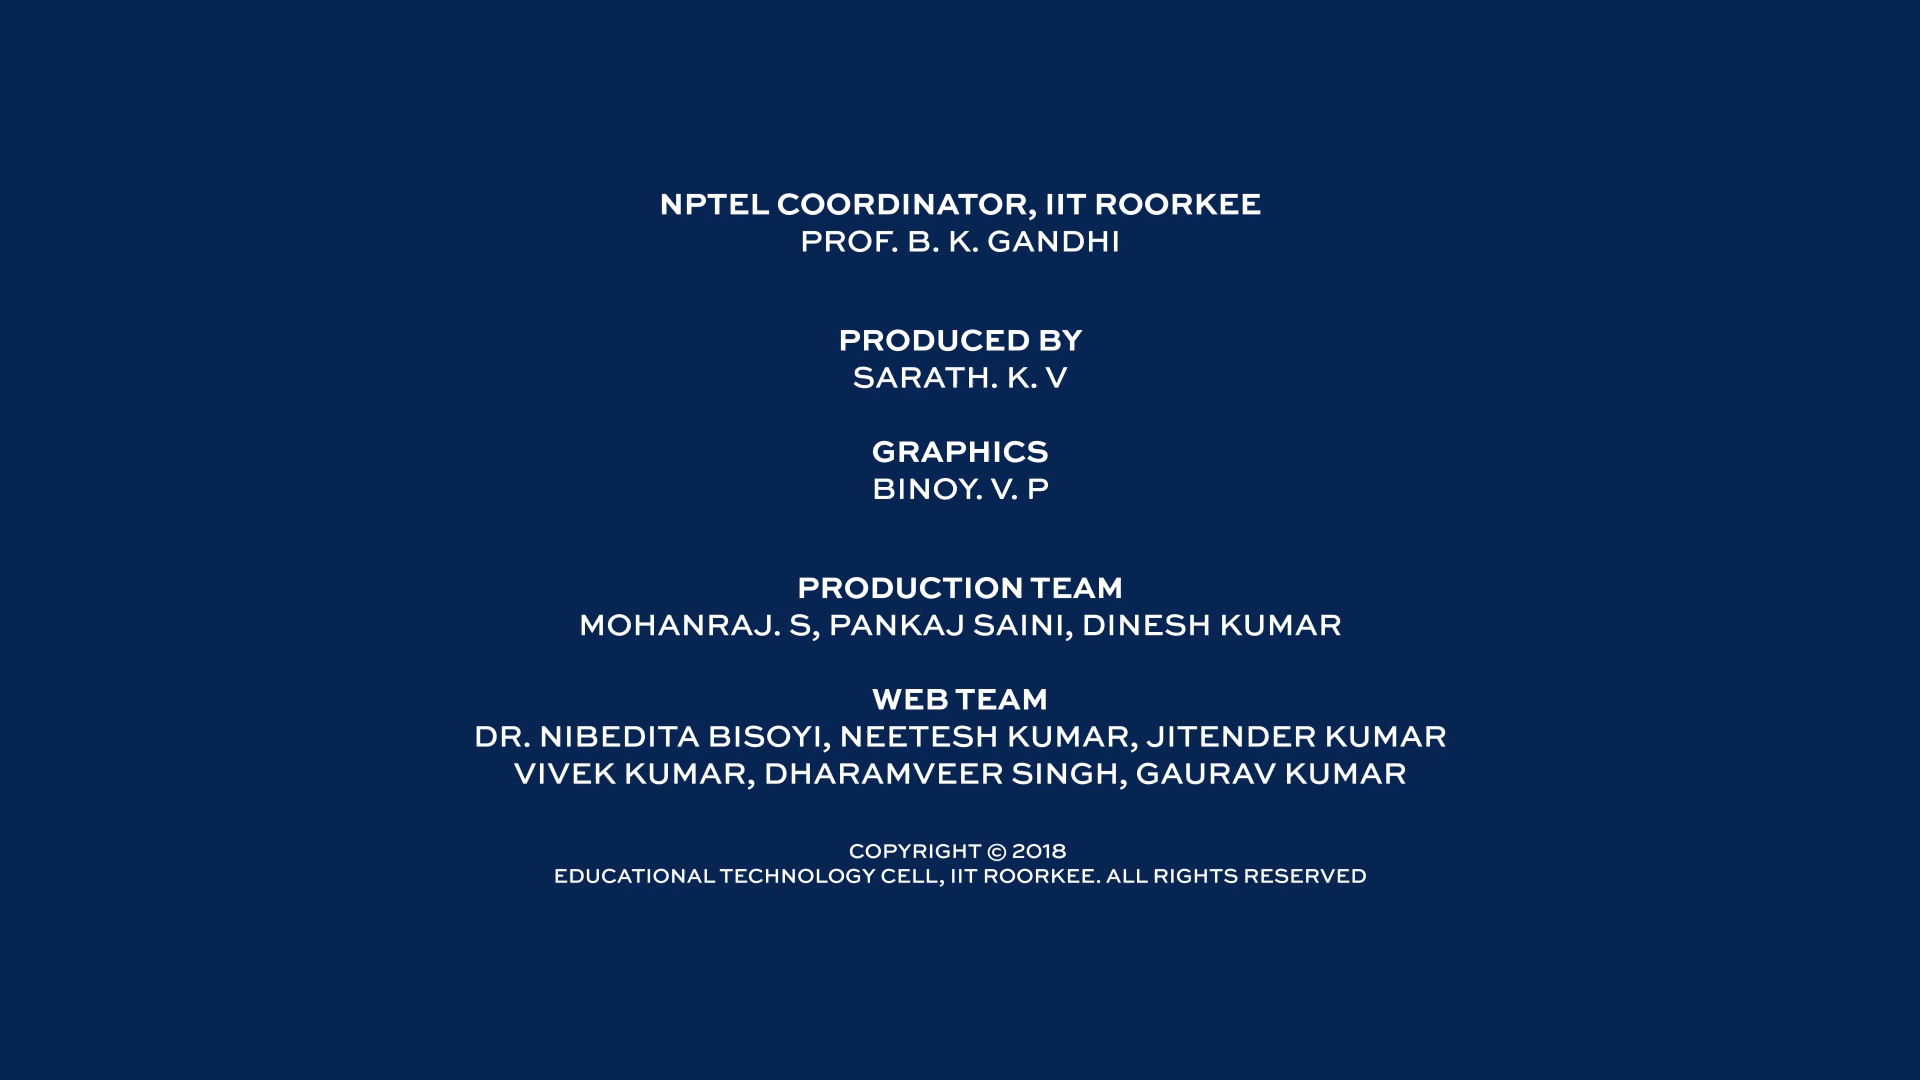 NPTEL COORDINATOR, IIT ROORKEE
PROF. B. K. GANDHI
PRODUCED BY
SARATH. K. V
GRAPHICS
BINOY. V. P
PRODUCTION TEAM
MOHANRAJ. S, PANKAJ SAINI, DINESH KUMAR
WEB TEAM
DR. NIBEDITA BISOYI, NEETESH KUMAR, JITENDER KUMAR
VIVEK KUMAR, DHARAMVEER SINGH, GAURAV KUMAR
COPYRIGHT © 2018
EDUCATIONAL TECHNOLOGY CELL, IIT ROORKEE. ALL RIGHTS RESERVED